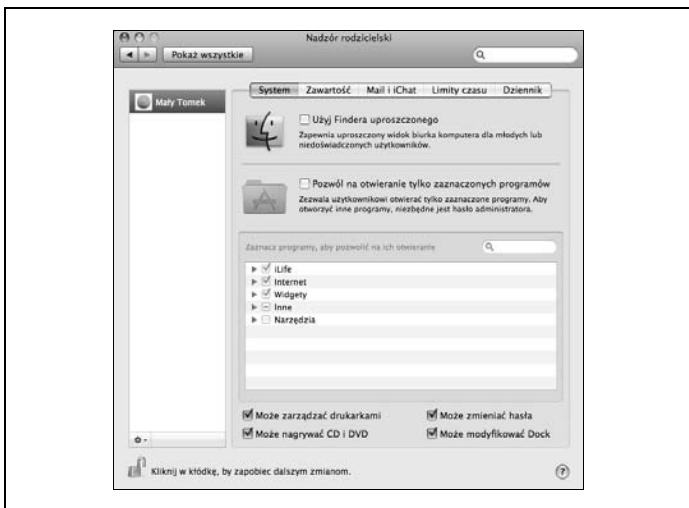 Nadzór rodzicielski
Pokaż wszystkie
Mały Tomek
System Zawartość Mail i iChat Limity czasu Dziennik
Użyj Findera uproszczonego
Zapewnia uproszczony widok biurka komputera dla młodych lub
niedoświadczonych użytkowników.
Pozwól na otwieranie tylko zaznaczonych programów
Zezwala użytkownikowi otwierać tylko zaznaczone programy. Aby
otworzyć inne programy, niezbędne jest hasło administratora.
Zaznacz programy, aby pozwolić na ich otwieranie
iLife
Internet
Widgety
Inne
Narzędzia
Może zarządzać drukarkami Może zmieniać hasła
Może nagrywać CD i DVD Może modyfikować Dock
Kliknij w kłódkę, by zapobiec dalszym zmianom. ?